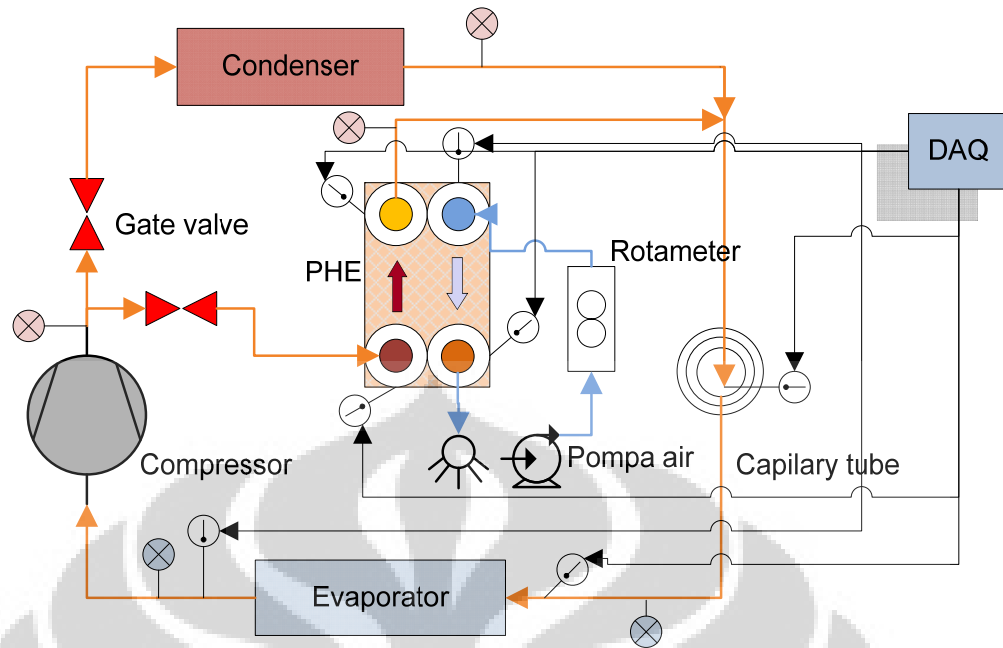 Condenser
DAQ
Gate valve
PHE
Rotameter
Compressor
Pompa air
Capilary tube
Evaporator